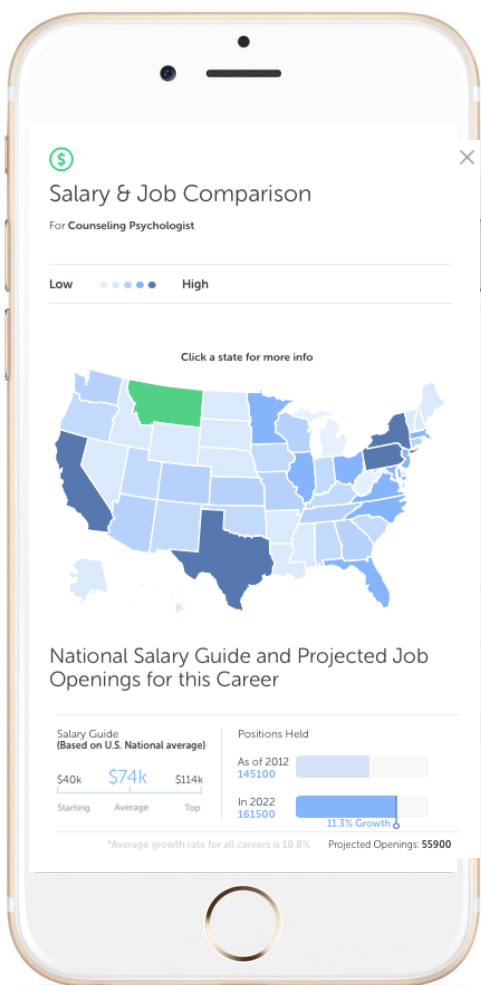 $
Salary & Job Comparison
For Counseling Psychologist
Low High
Click a state for more info
National Salary Guide and Projected Job
Openings for this Career
Salary Guide
(Based on U.S. National average)
$40k $74k $114k
Starting Average Top
Positions Held
As of 2012
145100
In 2022
161500
11.3% Growth
*Average growth rate for all careers is 10.8%
Projected Openings: 55900